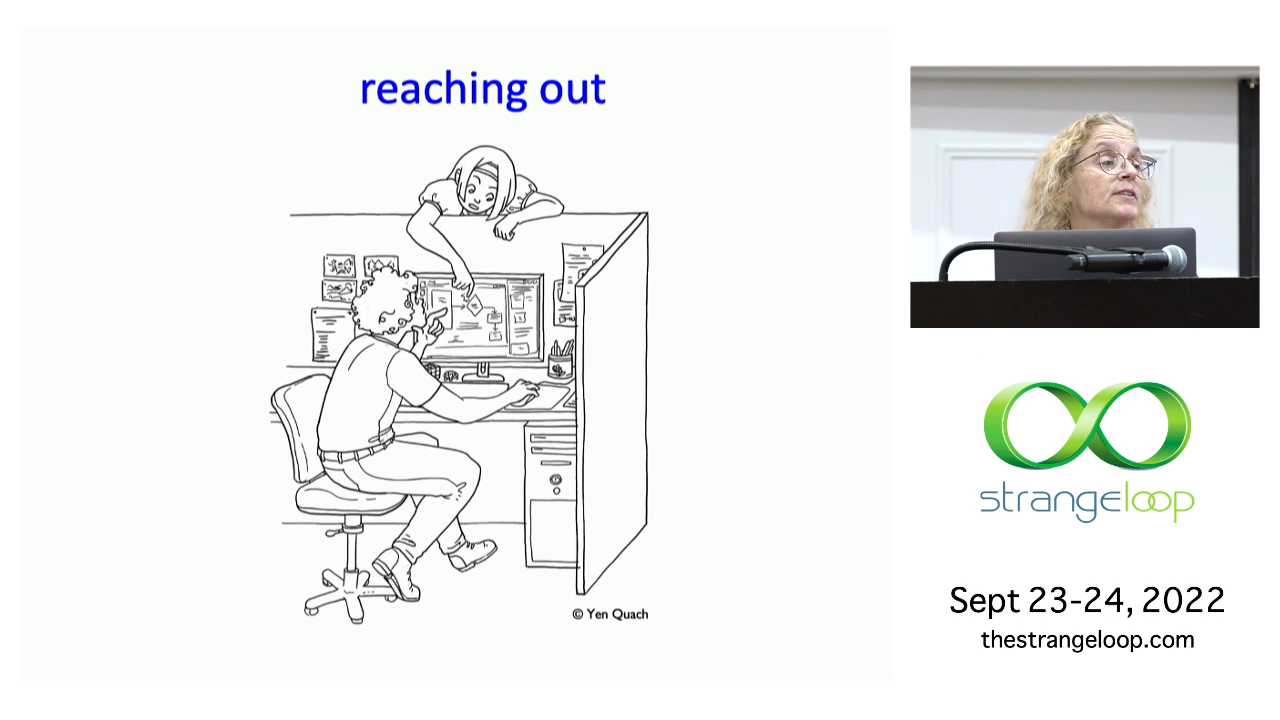 reaching out
© Yen Quach
strangeloop
Sept 23-24, 2022
thestrangeloop.com